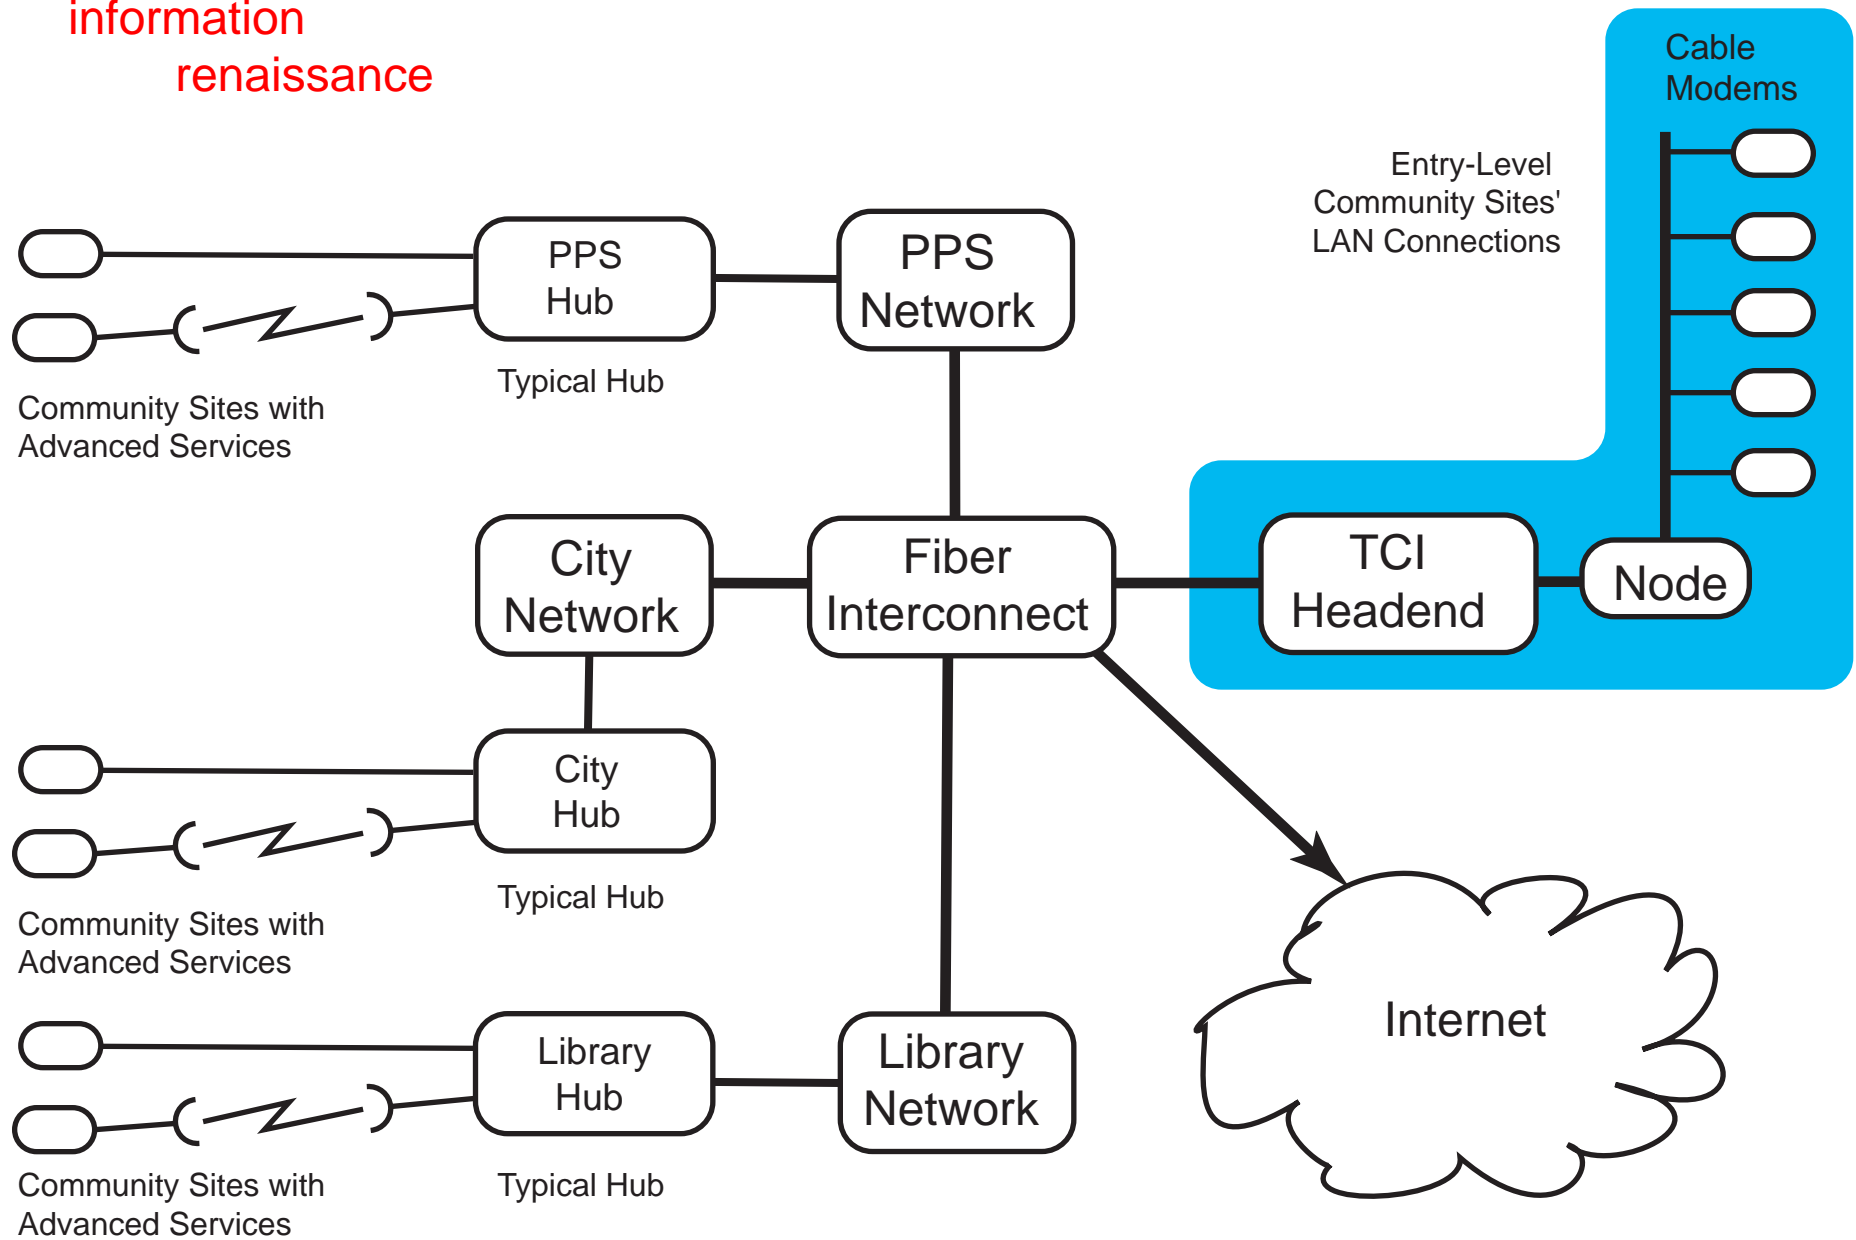 information
renaissance
Cable
Modems
Entry-Level
Community Sites'
LAN Connections
PPS
Hub
PPS
Network
Typical Hub
Community Sites with
Advanced Services
City
Network
Fiber
Interconnect
TCI
Headend
Node
City
Hub
Typical Hub
Community Sites with
Advanced Services
Internet
Library
Hub
Library
Network
Typical Hub
Community Sites with
Advanced Services